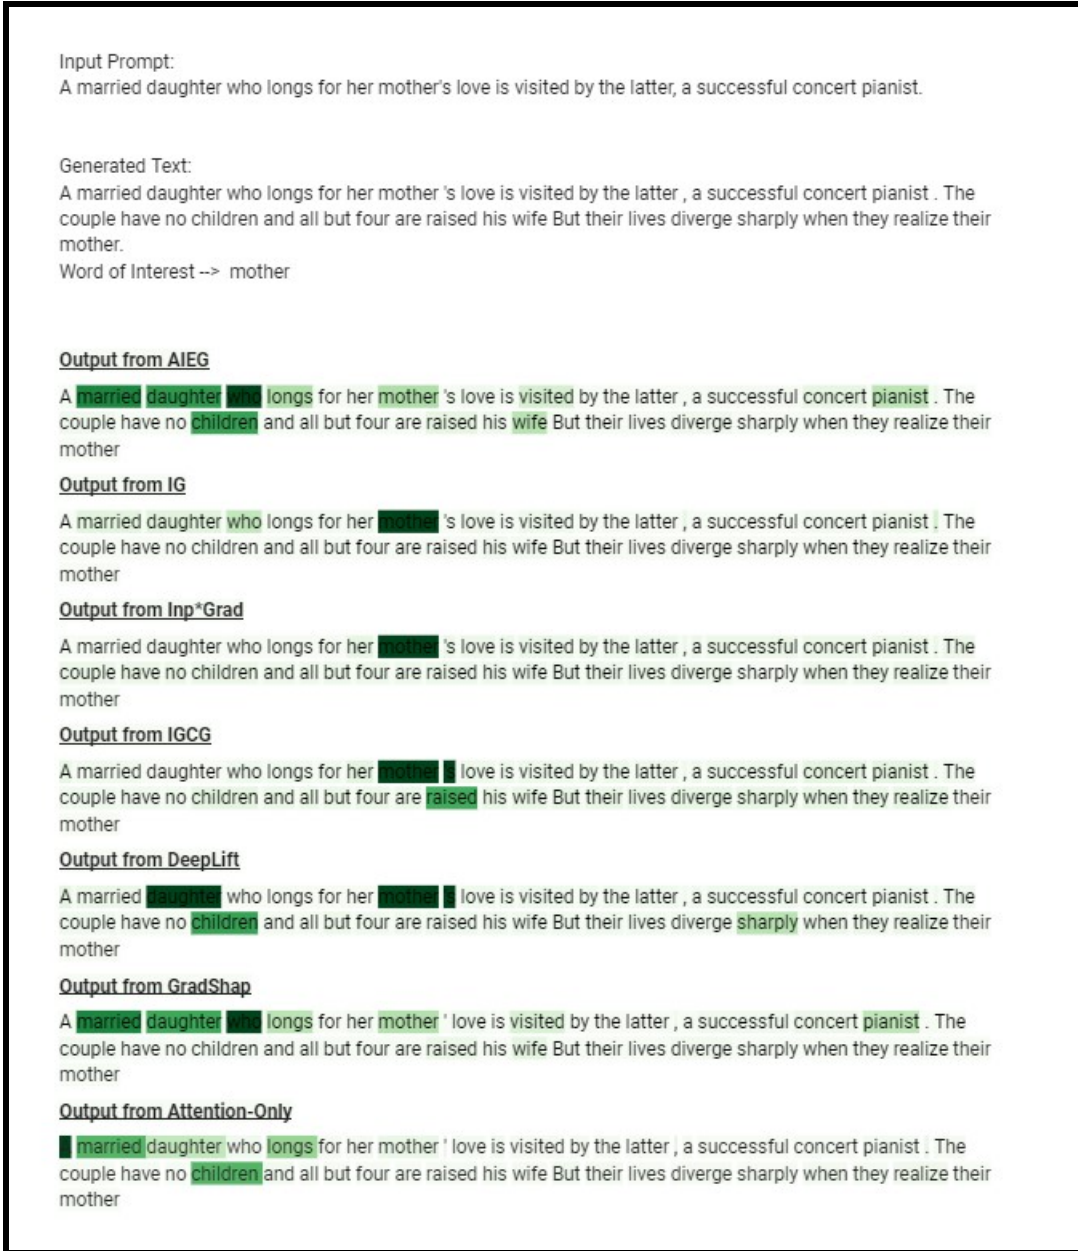 Input Prompt:
A married daughter who longs for her mother's love is visited by the latter, a successful concert pianist.
Generated Text:
A married daughter who longs for her mother 's love is visited by the latter , a successful concert pianist . The
couple have no children and all but four are raised his wife But their lives diverge sharply when they realize their
mother.
Word of Interest --> mother
Output from AIEG
A married daughter who longs for her mother 's love is visited by the latter , a successful concert pianist . The
couple have no children and all but four are raised his wife But their lives diverge sharply when they realize their
mother
Output from IG
A married daughter who longs for her mother 's love is visited by the latter , a successful concert pianist . The
couple have no children and all but four are raised his wife But their lives diverge sharply when they realize their
mother
Output from Inp*Grad
A married daughter who longs for her mother 's love is visited by the latter , a successful concert pianist . The
couple have no children and all but four are raised his wife But their lives diverge sharply when they realize their
mother
Output from IGCG
A married daughter who longs for her mother s love is visited by the latter , a successful concert pianist . The
couple have no children and all but four are raised his wife But their lives diverge sharply when they realize their
mother
Output from DeepLift
A married daughter who longs for her mother s love is visited by the latter , a successful concert pianist . The
couple have no children and all but four are raised his wife But their lives diverge sharply when they realize their
mother
Output from GradShap
A married daughter who longs for her mother ' love is visited by the latter , a successful concert pianist . The
couple have no children and all but four are raised his wife But their lives diverge sharply when they realize their
mother
Output from Attention-Only
married daughter who longs for her mother ' love is visited by the latter , a successful concert pianist . The
couple have no children and all but four are raised his wife But their lives diverge sharply when they realize their
mother